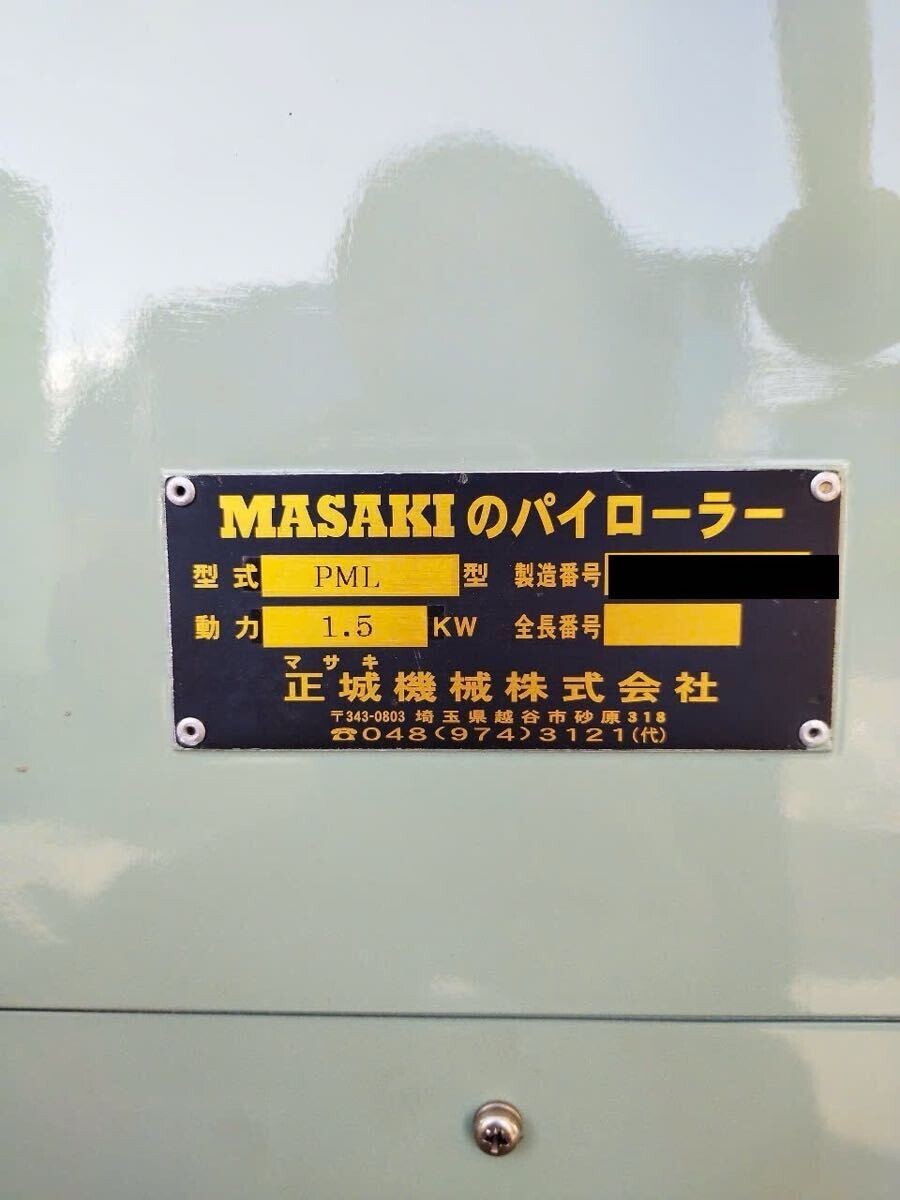 MASAKIのパイローラー
型式 PML 型 製造番号
動力 1.5 KW 全長番号
マサキ
正城機械株式会社
〒343-0803 埼玉県越谷市砂原318
☎048(974)3121(代)